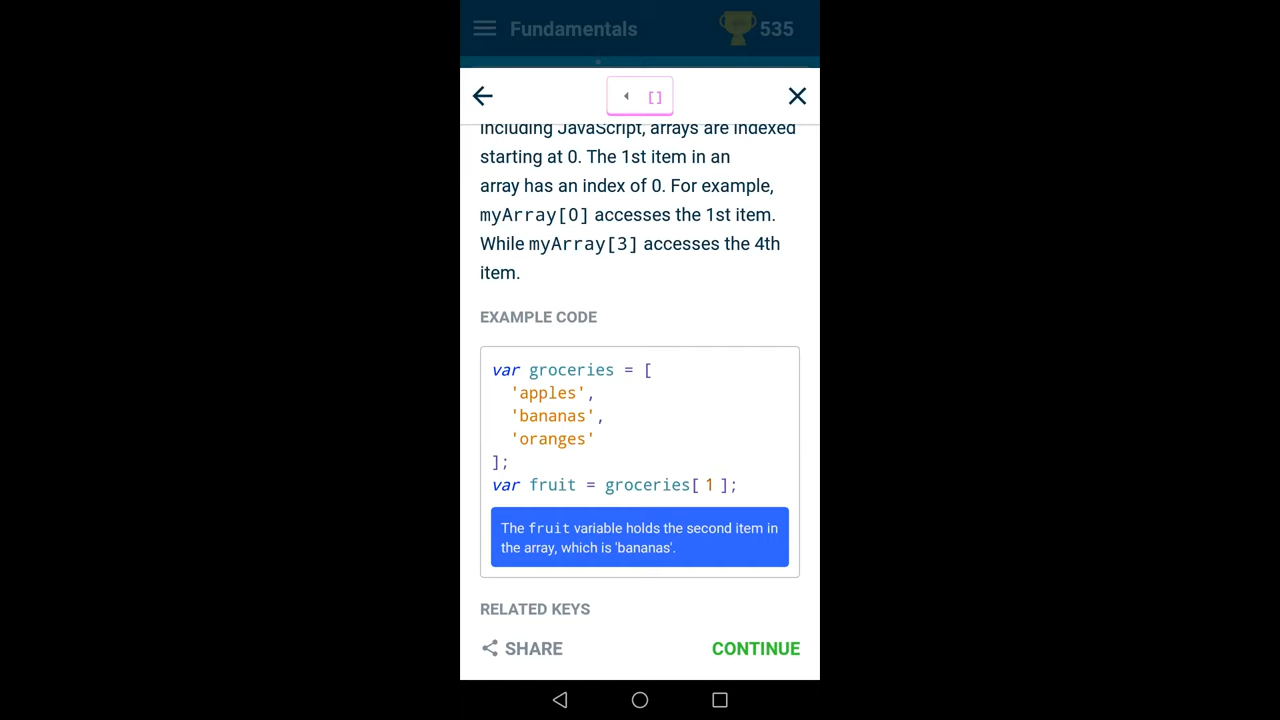 Fundamentals
535
[]
including JavaScript, arrays are indexed
starting at 0. The 1st item in an
array has an index of 0. For example,
myArray[0] accesses the 1st item.
While myArray[3] accesses the 4th
item.
EXAMPLE CODE
var groceries = [
'apples',
'bananas',
'oranges'
];
var fruit = groceries[ 1 ];
The fruit variable holds the second item in
the array, which is 'bananas'.
RELATED KEYS
SHARE
CONTINUE